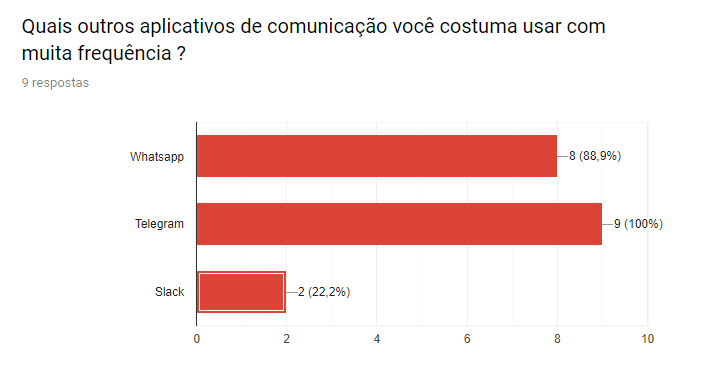 Quais outros aplicativos de comunicação você costuma usar com
muita frequência ?
9 respostas
Whatsapp
8 (88,9%)
Telegram
9 (100%)
Slack
2 (22,2%)
0
2
4
6
8
10